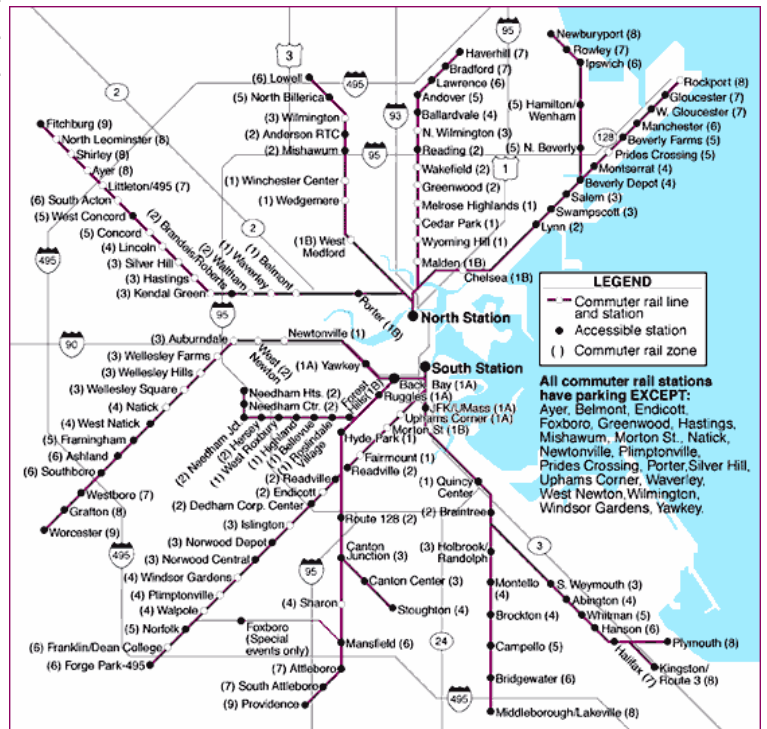 Newburyport (8)
Rowley (7)
Ipswich (6)
(5) Hamilton/
Wenham
(5) N. Beverly
Rockport (8)
Gloucester (7)
W. Gloucester (7)
Manchester (6)
Beverly Farms (5)
Prides Crossing (5)
Montserrat (4)
Beverly Depot (4)
Salem (3)
Swampscott (3)
Lynn (2)
Chelsea (1B)
Haverhill (7)
Bradford (7)
Lawrence (6)
Andover (5)
Ballardvale (4)
N. Wilmington (3)
Reading (2)
Wakefield (2)
Greenwood (2)
Melrose Highlands (1)
Cedar Park (1)
Wyoming Hill (1)
Malden (1B)
(6) Lowell
(5) North Billerica
(3) Wilmington
(2) Anderson RTC
(2) Mishawum
(1) Winchester Center
(1) Wedgemere
(1B) West
Medford
Fitchburg (9)
North Leominster (8)
Shirley (8)
Ayer (8)
Littleton/495 (7)
(6) South Acton
(5) West Concord
(5) Concord
(4) Lincoln
(3) Silver Hill
(3) Hastings
(3) Kendal Green
(2) Brandeis/Roberts
(2) Waltham
(1) Waverley
(1) Belmont
Porter (1B)
North Station
95
3
495
2
93
95
128
1
2
495
95
90
LEGEND
Commuter rail line
and station
Accessible station
( ) Commuter rail zone
All commuter rail stations
have parking EXCEPT:
Ayer, Belmont, Endicott,
Foxboro, Greenwood, Hastings,
Mishawum, Morton St., Natick,
Newtonville, Plimptonville,
Prides Crossing, Porter,Silver Hill,
Uphams Corner, Waverley,
West Newton,Wilmington,
Windsor Gardens, Yawkey.
South Station
Back Bay (1A)
Ruggles (1A)
JFK/UMass (1A)
Uphams Corner (1A)
Morton St (1B)
(3) Auburndale
West (2)
Newton
Newtonville (1)
(1A) Yawkey
(3) Wellesley Farms
(3) Wellesley Hills
(3) Wellesley Square
(4) Natick
(4) West Natick
(5) Framingham
(6) Ashland
(6) Southboro
Westboro (7)
Grafton (8)
Worcester (9)
Needham Hts. (2)
Needham Ctr. (2)
(2) Needham Jct.
(2) Hersey
(1) West Roxbury
(1) Highland
(1) Bellevue
(1) Roslindale
Village
Forest
Hills (1B)
Hyde Park (1)
Fairmount (1)
Readville (2)
(2) Readville
(2) Endicott
(2) Dedham Corp. Center
(3) Islington
(3) Norwood Depot
(3) Norwood Central
(4) Windsor Gardens
(4) Plimptonville
(4) Walpole
(5) Norfolk
(6) Franklin/Dean College
(6) Forge Park-495
Foxboro
(Special
events only)
Route 128 (2)
Canton
Junction (3)
Canton Center (3)
Stoughton (4)
(4) Sharon
Mansfield (6)
(7) Attleboro
(7) South Attleboro
(9) Providence
495
95
24
3
495
(1) Quincy
Center
(2) Braintree
(3) Holbrook/
Randolph
Montello
(4)
Brockton (4)
Campello (5)
Bridgewater (6)
Middleborough/Lakeville (8)
S. Weymouth (3)
Abington (4)
Whitman (5)
Hanson (6)
Halifax (7)
Plymouth (8)
Kingston/
Route 3 (8)